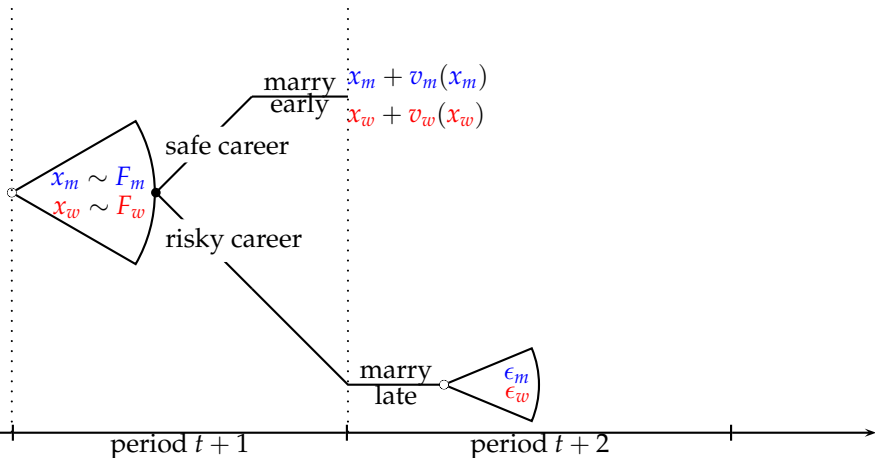 marry
early
x_m + v_m(x_m)
x_w + v_w(x_w)
safe career
x_m ∼ F_m
x_w ∼ F_w
risky career
marry
late
ϵ_m
ϵ_w
period t + 1
period t + 2